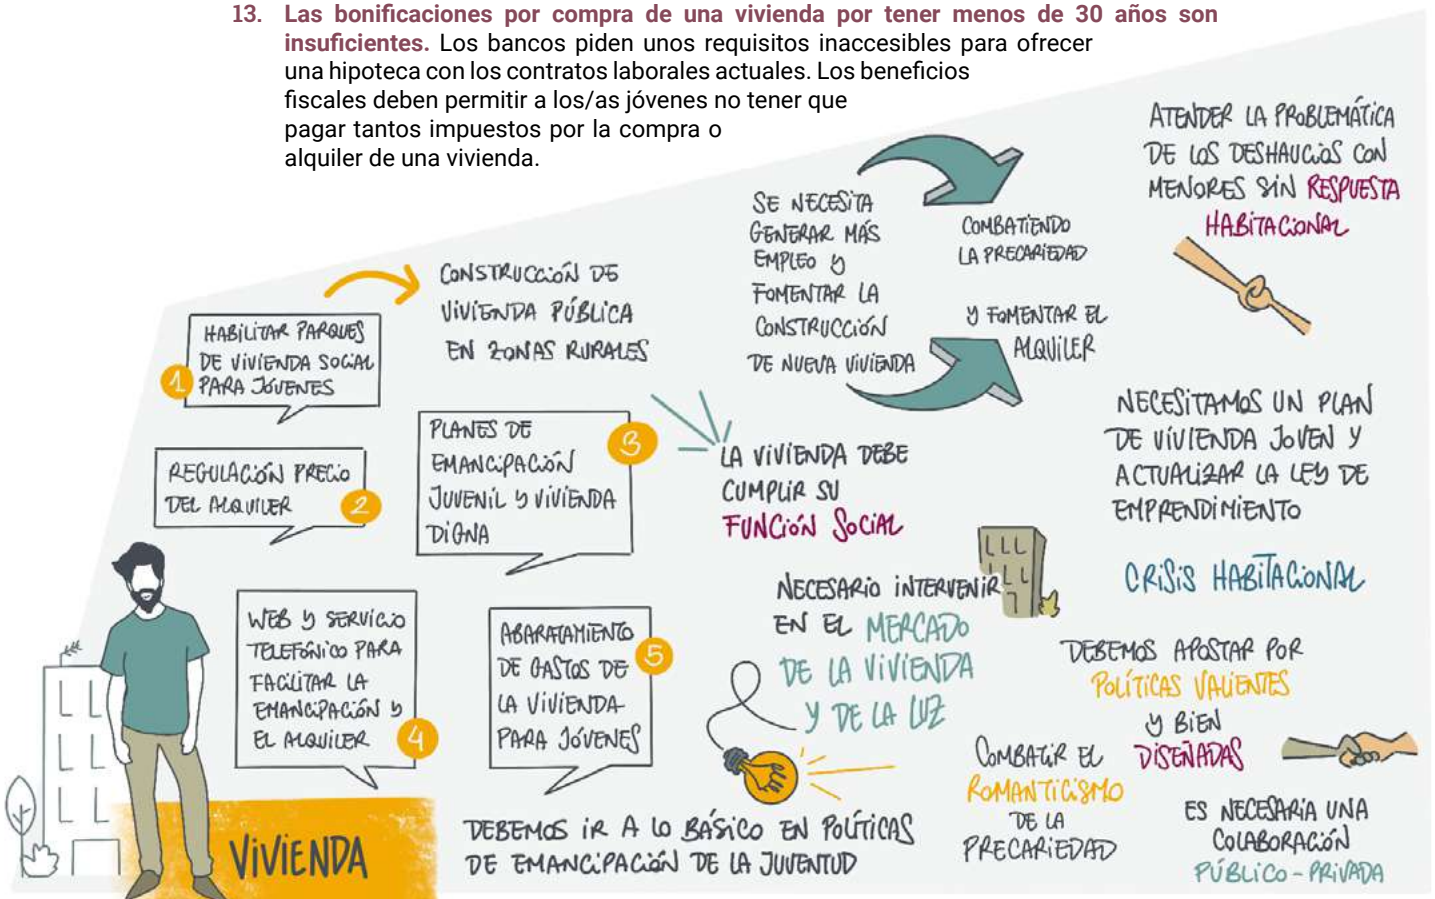 13. Las bonificaciones por compra de una vivienda por tener menos de 30 años son
insuficientes. Los bancos piden unos requisitos inaccesibles para ofrecer
una hipoteca con los contratos laborales actuales. Los beneficios
fiscales deben permitir a los/as jóvenes no tener que
pagar tantos impuestos por la compra o
alquiler de una vivienda.
HABILITAR PARQUES
DE VIVIENDA SOCIAL
PARA JÓVENES
1
CONSTRUCCIÓN DE
VIVIENDA PÚBLICA
EN ZONAS RURALES
REGULACIÓN PRECIO
DEL ALQUILER
2
PLANES DE
EMANCIPACIÓN
JUVENIL Y VIVIENDA
DIGNA
3
WEB Y SERVICIO
TELEFÓNICO PARA
FACILITAR LA
EMANCIPACIÓN Y
EL ALQUILER
4
ABARATAMIENTO
DE GASTOS DE
LA VIVIENDA
PARA JÓVENES
5
VIVIENDA
SE NECESITA
GENERAR MÁS
EMPLEO Y
FOMENTAR LA
CONSTRUCCIÓN
DE NUEVA VIVIENDA
COMBATIENDO
LA PRECARIEDAD
Y FOMENTAR EL
ALQUILER
LA VIVIENDA DEBE
CUMPLIR SU
FUNCIÓN SOCIAL
NECESARIO INTERVENIR
EN EL MERCADO
DE LA VIVIENDA
Y DE LA LUZ
DEBEMOS IR A LO BÁSICO EN POLÍTICAS
DE EMANCIPACIÓN DE LA JUVENTUD
ATENDER LA PROBLEMÁTICA
DE LOS DESHAUCIOS CON
MENORES SIN RESPUESTA
HABITACIONAL
NECESITAMOS UN PLAN
DE VIVIENDA JOVEN Y
ACTUALIZAR LA LEY DE
EMPRENDIMIENTO
CRISIS HABITACIONAL
DEBEMOS APOSTAR POR
POLÍTICAS VALIENTES
Y BIEN
DISEÑADAS
COMBATIR EL
ROMANTICISMO
DE LA
PRECARIEDAD
ES NECESARIA UNA
COLABORACIÓN
PÚBLICO-PRIVADA